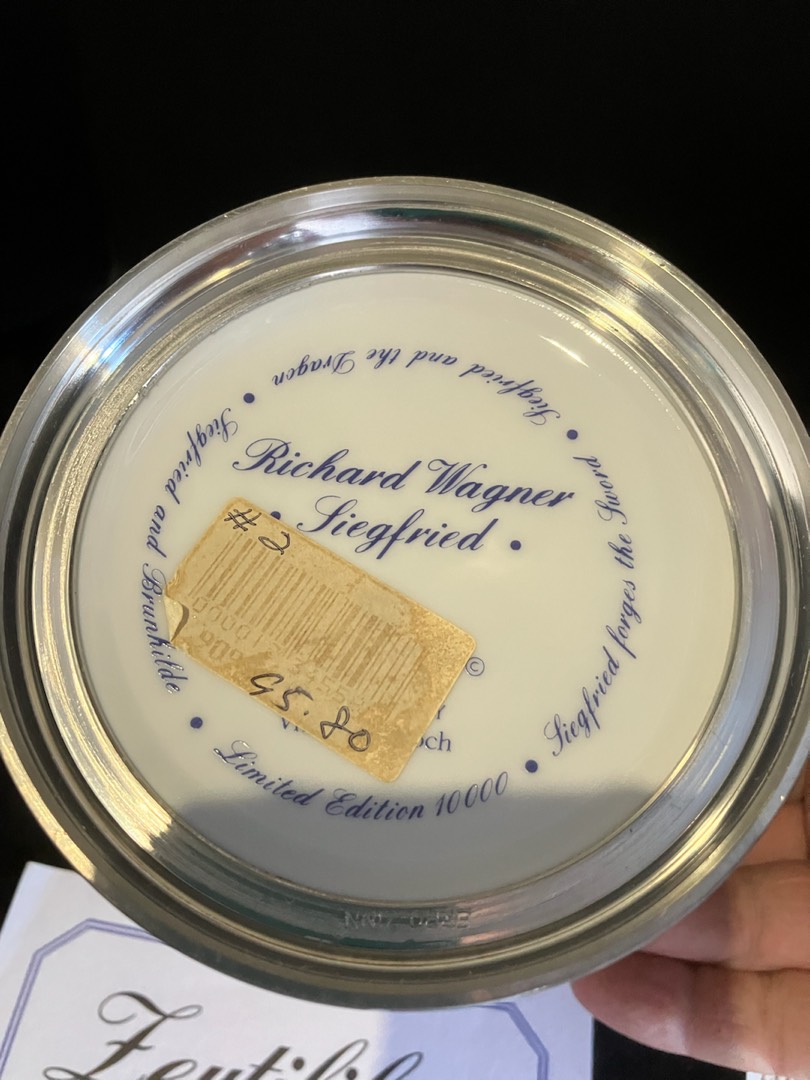 Richard Wagner
• Siegfried •
Siegfried and the Dragon •
Siegfried forges the Sword •
Limited Edition 10000 •
Siegfried and Brunhilde •
#2
95.80
©